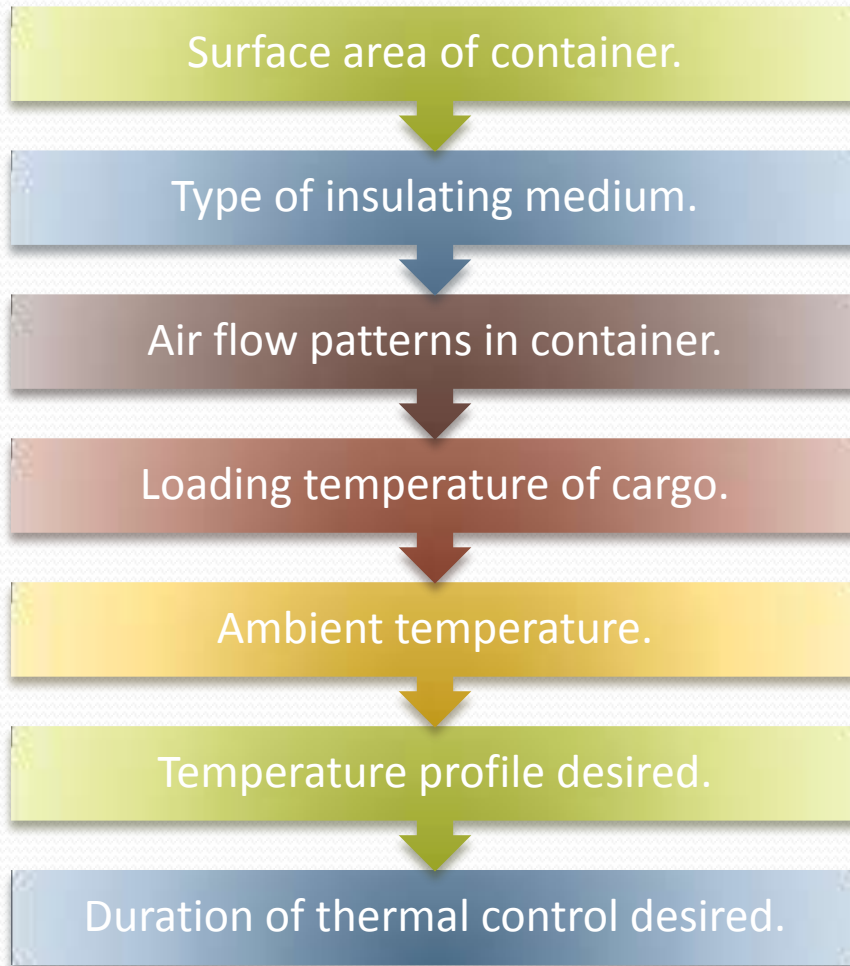 Surface area of container.
Type of insulating medium.
Air flow patterns in container.
Loading temperature of cargo.
Ambient temperature.
Temperature profile desired.
Duration of thermal control desired.